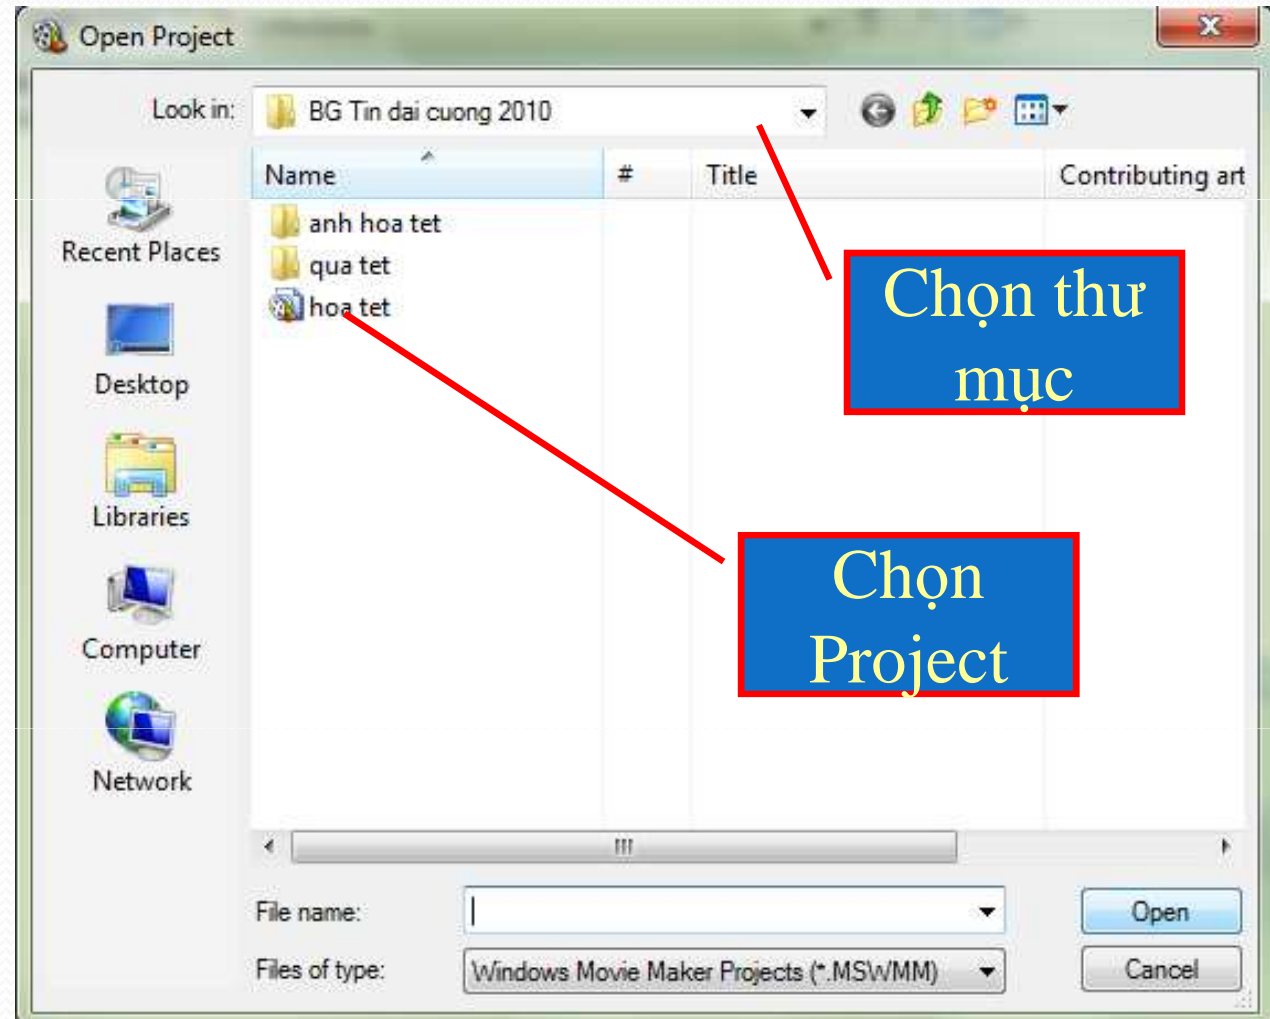 Open Project
x
Look in: BG Tin dai cuong 2010
Name # Title Contributing art
anh hoa tet
qua tet
hoa tet
Recent Places
Desktop
Libraries
Computer
Network
Chọn thư
mục
Chọn
Project
File name:
Open
Files of type: Windows Movie Maker Projects (*.MSWMM)
Cancel